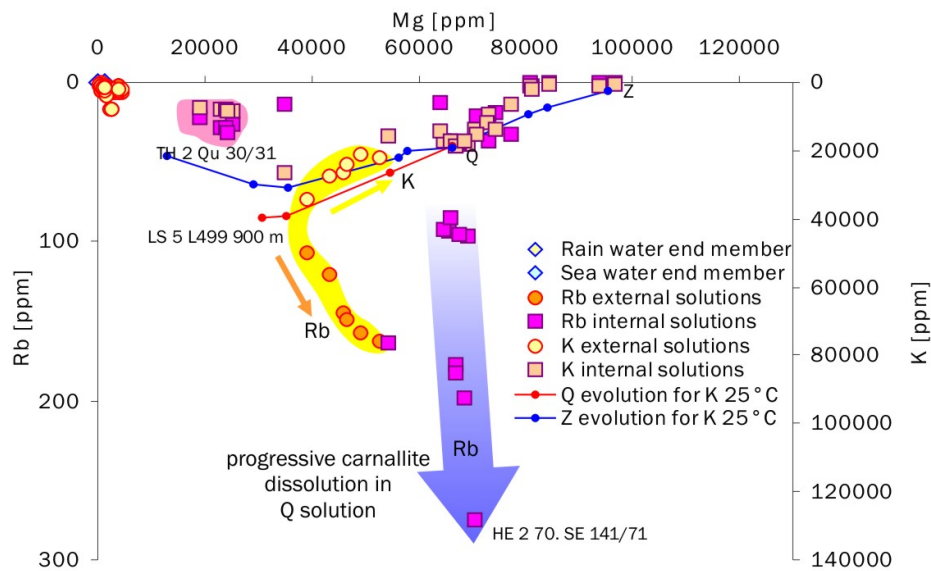 Mg [ppm]
0 20000 40000 60000 80000 100000 120000
0 0
Z
TH 2 Qu 30/31
Q
20000
K
LS 5 L499 900 m
40000
100
Rain water end member
Sea water end member
60000
Rb [ppm]
K [ppm]
Rb external solutions
Rb
Rb internal solutions
K external solutions
80000
K internal solutions
Q evolution for K 25°C
200
Z evolution for K 25°C
100000
Rb
progressive carnallite
dissolution in
Q solution
120000
HE 2 70. SE 141/71
300 140000